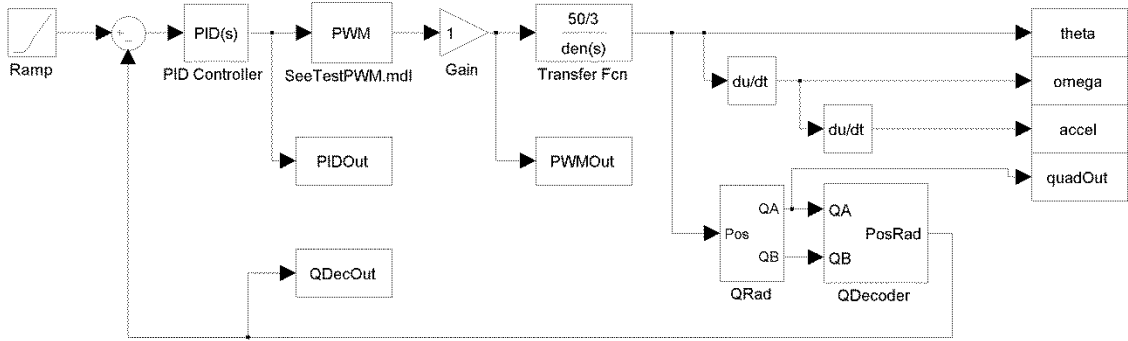 Ramp
+
−
PID(s)
PID Controller
PWM
SeeTestPWM.mdl
1
Gain
50/3
den(s)
Transfer Fcn
theta
du/dt
omega
du/dt
accel
quadOut
PIDOut
PWMOut
QDecOut
Pos
QA
QB
QRad
QA
QB
PosRad
QDecoder